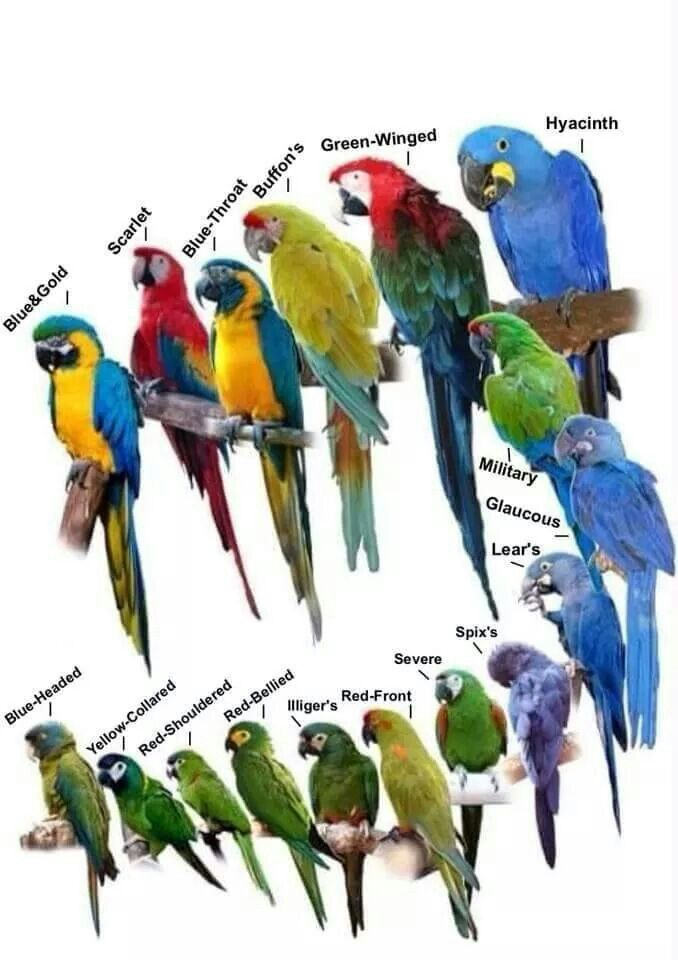 Hyacinth
Green-Winged
Buffon's
Blue-Throat
Scarlet
Blue&Gold
Military
Glaucous
Lear's
Spix's
Severe
Red-Front
Illiger's
Red-Bellied
Red-Shouldered
Yellow-Collared
Blue-Headed